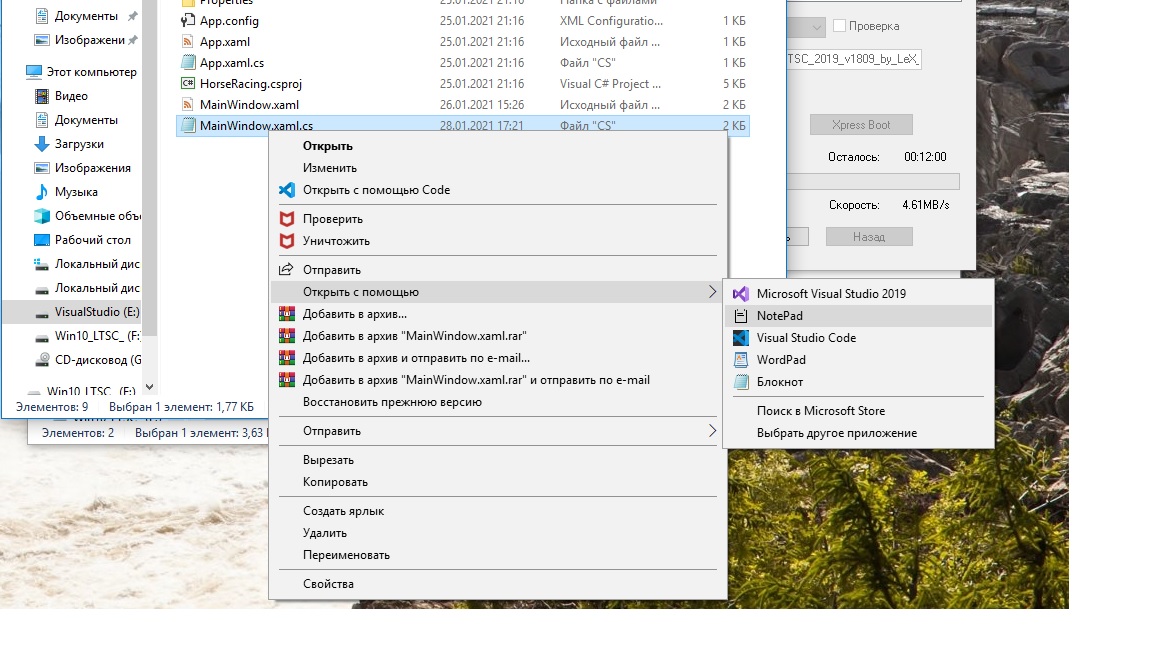 Документы
Изображени
Этот компьютер
Видео
Документы
Загрузки
Изображения
Музыка
Объемные объ
Рабочий стол
Локальный дис
Локальный дис
VisualStudio (E:)
Win10_LTSC_ (F:
CD-дисковод (G
Win10_LTSC_ (F:)
Элементов: 9 Выбран 1 элемент: 1,77 КБ
Элементов: 2 Выбран 1 элемент: 3,63
Properties 25.01.2021 21:16 Папка с файлами
App.config 25.01.2021 21:16 XML Configuratio... 1 КБ
App.xaml 25.01.2021 21:16 Исходный файл ... 1 КБ
App.xaml.cs 25.01.2021 21:16 Файл "CS" 1 КБ
HorseRacing.csproj 25.01.2021 21:16 Visual C# Project ... 5 КБ
MainWindow.xaml 26.01.2021 15:26 Исходный файл ... 2 КБ
MainWindow.xaml.cs 28.01.2021 17:21 Файл "CS" 2 КБ
Открыть
Изменить
Открыть с помощью Code
Проверить
Уничтожить
Отправить
Открыть с помощью
Добавить в архив...
Добавить в архив "MainWindow.xaml.rar"
Добавить в архив и отправить по e-mail...
Добавить в архив "MainWindow.xaml.rar" и отправить по e-mail
Восстановить прежнюю версию
Отправить
Вырезать
Копировать
Создать ярлык
Удалить
Переименовать
Свойства
Microsoft Visual Studio 2019
NotePad
Visual Studio Code
WordPad
Блокнот
Поиск в Microsoft Store
Выбрать другое приложение
Проверка
TSC_2019_v1809_by_LeX_
Xpress Boot
Осталось: 00:12:00
Скорость: 4.61MB/s
Назад